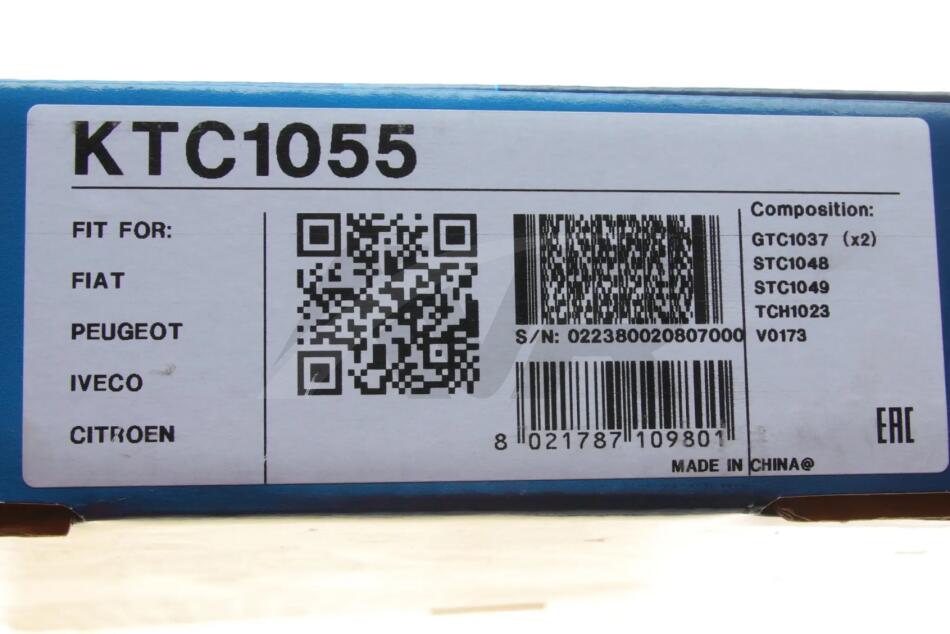 KTC1055
FIT FOR:
FIAT
PEUGEOT
IVECO
CITROEN
S/N: 022380020807000
8 021787 109801
Composition:
GTC1037 (x2)
STC1048
STC1049
TCH1023
V0173
EAC
MADE IN CHINA@